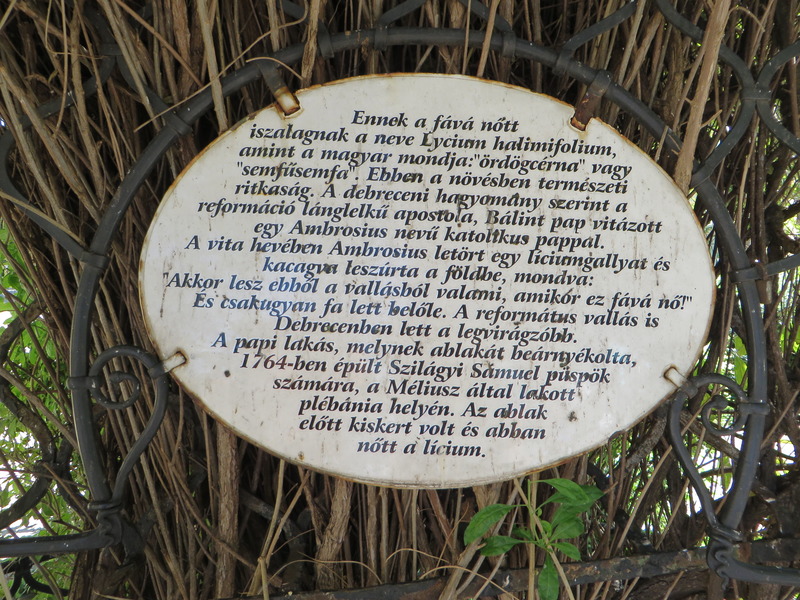 Ennek a fává nőtt
iszalagnak a neve Lycium halimifolium,
amint a magyar mondja:"ördögcérna" vagy
"semfűsemfa". Ebben a növésben természeti
ritkaság. A debreceni hagyomány szerint a
reformáció lánglelkű apostola, Bálint pap vitázott
egy Ambrosius nevű katolikus pappal.
A vita hevében Ambrosius letört egy líciumgallyat és
kacagva leszúrta a földbe, mondva:
"Akkor lesz ebből a vallásból valami, amikor ez fává nő!"
És csakugyan fa lett belőle. A református vallás is
Debrecenben lett a legvirágzóbb.
A papi lakás, melynek ablakát beárnyékolta,
1764-ben épült Szilágyi Sámuel püspök
számára, a Méliusz által lakott
plébánia helyén. Az ablak
előtt kiskert volt és abban
nőtt a lícium.